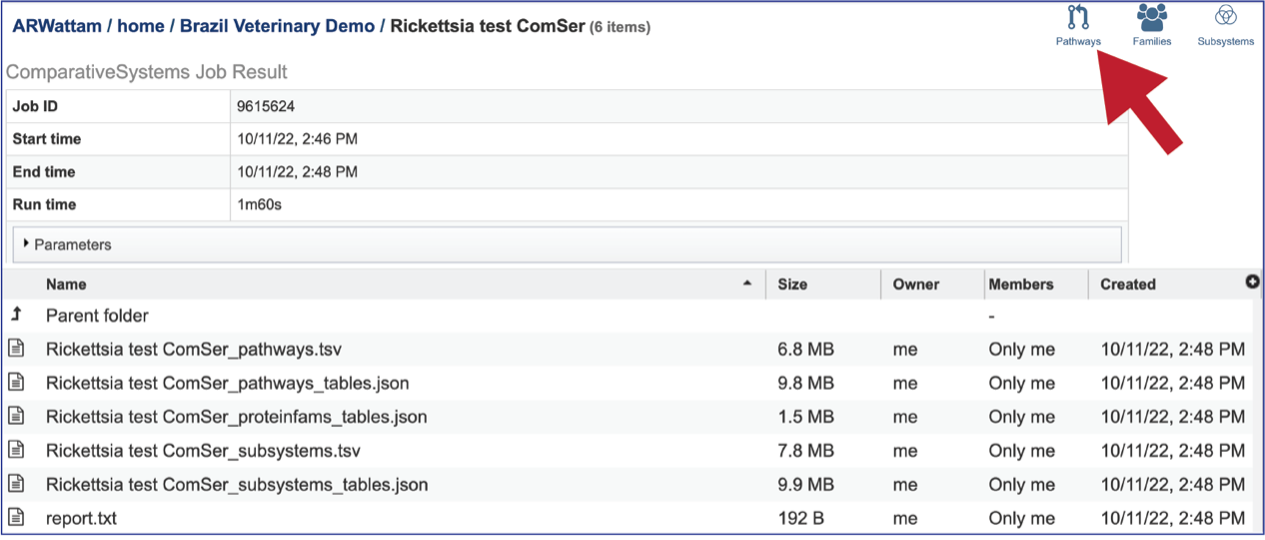 ARWattam / home / Brazil Veterinary Demo / Rickettsia test ComSer (6 items)
Pathways Families Subsystems
ComparativeSystems Job Result
Job ID 9615624
Start time 10/11/22, 2:46 PM
End time 10/11/22, 2:48 PM
Run time 1m60s
Parameters
Name Size Owner Members Created
Parent folder -
Rickettsia test ComSer_pathways.tsv 6.8 MB me Only me 10/11/22, 2:48 PM
Rickettsia test ComSer_pathways_tables.json 9.8 MB me Only me 10/11/22, 2:48 PM
Rickettsia test ComSer_proteinfams_tables.json 1.5 MB me Only me 10/11/22, 2:48 PM
Rickettsia test ComSer_subsystems.tsv 7.8 MB me Only me 10/11/22, 2:48 PM
Rickettsia test ComSer_subsystems_tables.json 9.9 MB me Only me 10/11/22, 2:48 PM
report.txt 192 B me Only me 10/11/22, 2:48 PM